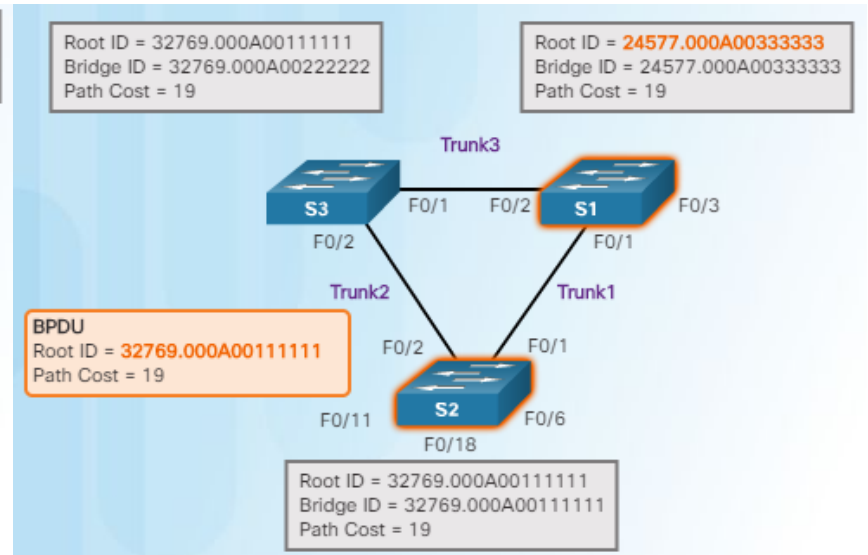 Root ID = 32769.000A00111111
Bridge ID = 32769.000A00222222
Path Cost = 19
Root ID = 24577.000A00333333
Bridge ID = 24577.000A00333333
Path Cost = 19
Trunk3
S3
F0/1
F0/2
S1
F0/3
F0/2
F0/1
Trunk2
Trunk1
BPDU
Root ID = 32769.000A00111111
Path Cost = 19
F0/2
F0/1
S2
F0/11
F0/6
F0/18
Root ID = 32769.000A00111111
Bridge ID = 32769.000A00111111
Path Cost = 19